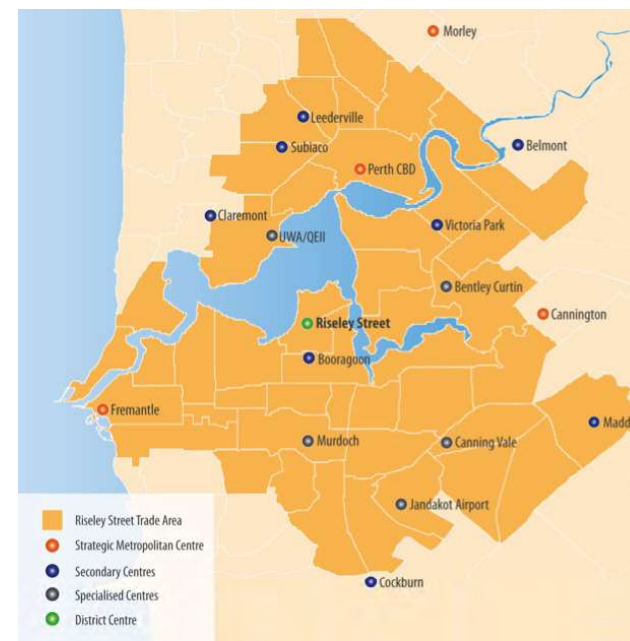 Morley
Leederville
Subiaco
Belmont
Perth CBD
Claremont
Victoria Park
UWA/QEII
Bentley Curtin
Cannington
Riseley Street
Booragoon
Fremantle
Madd
Murdoch
Canning Vale
Jandakot Airport
Cockburn
Riseley Street Trade Area
Strategic Metropolitan Centre
Secondary Centres
Specialised Centres
District Centre